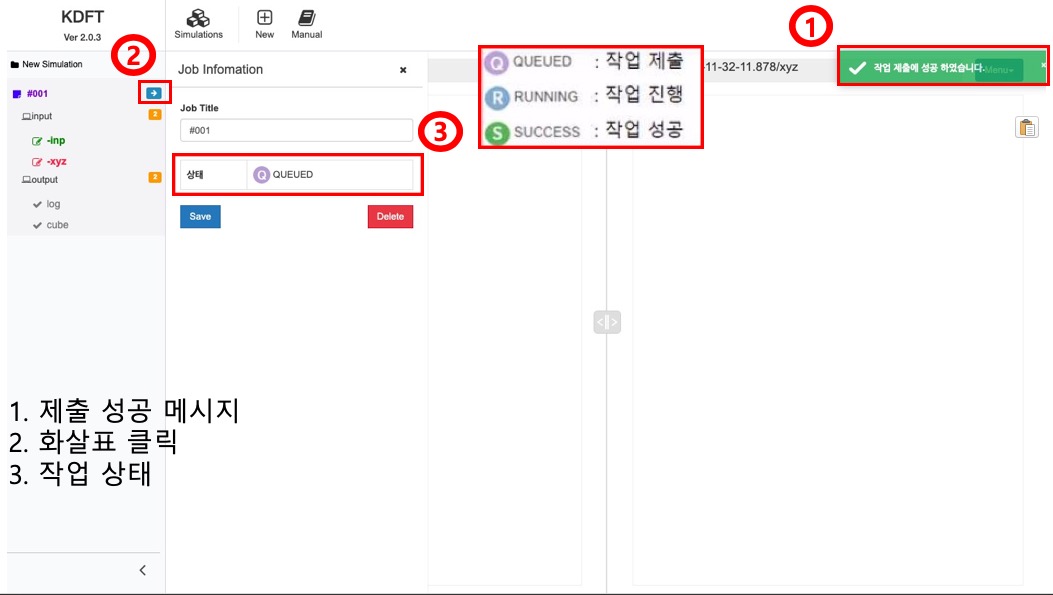 KDFT
Ver 2.0.3
Simulations
New
Manual
1
2
New Simulation
#001
input
2
-inp
-xyz
output
2
log
cube
Job Infomation
×
Job Title
#001
3
상태
Q QUEUED
Save
Delete
Q QUEUED : 작업 제출
R RUNNING : 작업 진행
S SUCCESS : 작업 성공
-11-32-11.878/xyz
작업 제출에 성공 하였습니다.
Menu
×
1. 제출 성공 메시지
2. 화살표 클릭
3. 작업 상태